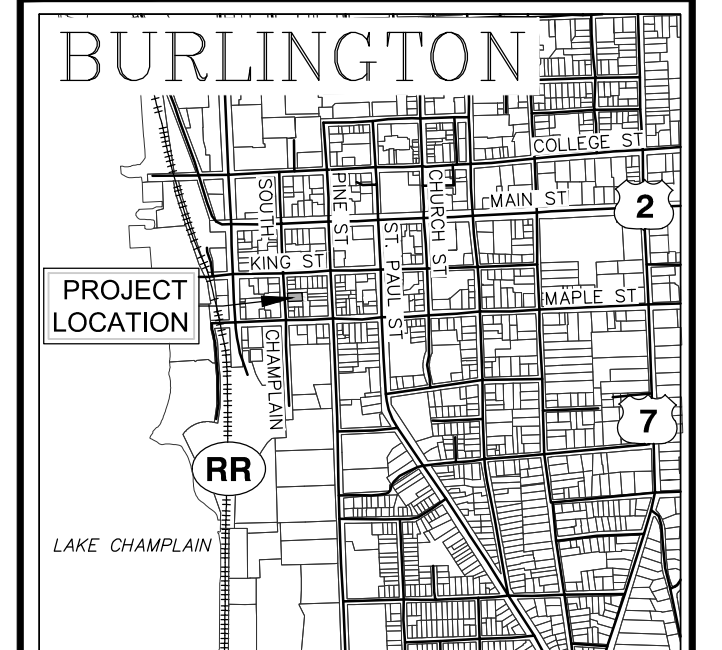 BURLINGTON
COLLEGE ST
SOUTH
PINE ST
CHURCH ST
MAIN ST
2
ST. PAUL ST
KING ST
PROJECT
LOCATION
MAPLE ST
CHAMPLAIN
7
RR
LAKE CHAMPLAIN